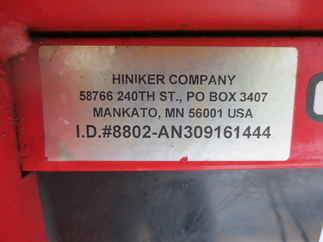 HINIKER COMPANY
58766 240TH ST., PO BOX 3407
MANKATO, MN 56001 USA
I.D.#8802-AN309161444